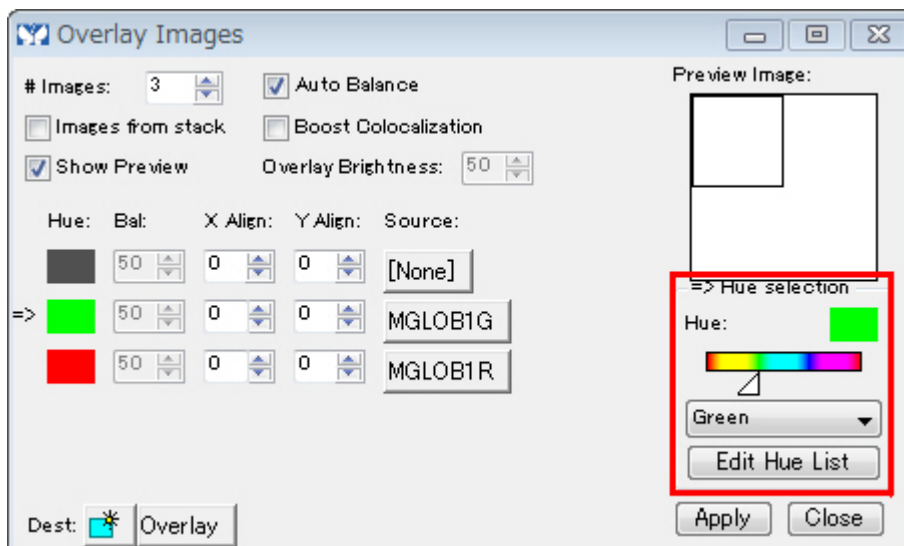 Overlay Images
# Images: 3 Auto Balance Preview Image:
Images from stack Boost Colocalization
Show Preview Overlay Brightness: 50
Hue: Bal: X Align: Y Align: Source:
50 0 0 [None]
=> Hue selection
=> 50 0 0 MGLOB1G Hue:
50 0 0 MGLOB1R
Green
Edit Hue List
Dest: Overlay Apply Close